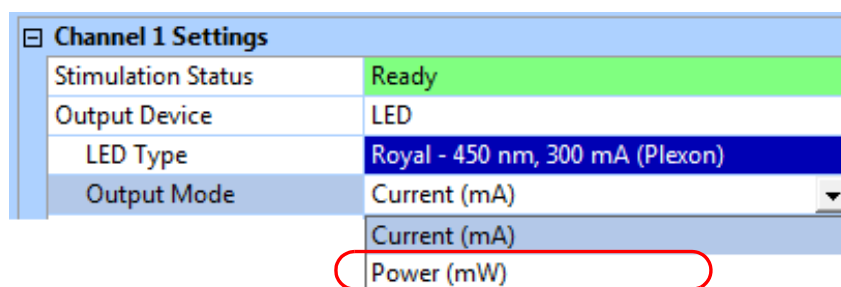 Channel 1 Settings
Stimulation Status Ready
Output Device LED
LED Type Royal - 450 nm, 300 mA (Plexon)
Output Mode Current (mA)
Current (mA)
Power (mW)